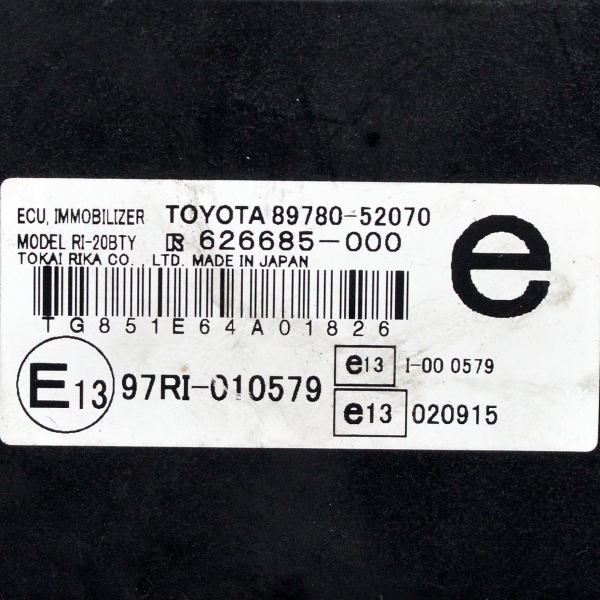 ECU, IMMOBILIZER TOYOTA 89780-52070
MODEL RI-20BTY R 626685-000
TOKAI RIKA CO., LTD. MADE IN JAPAN
e
TG851E64A01826
E13 97RI-010579
e13 I-00 0579
e13 020915